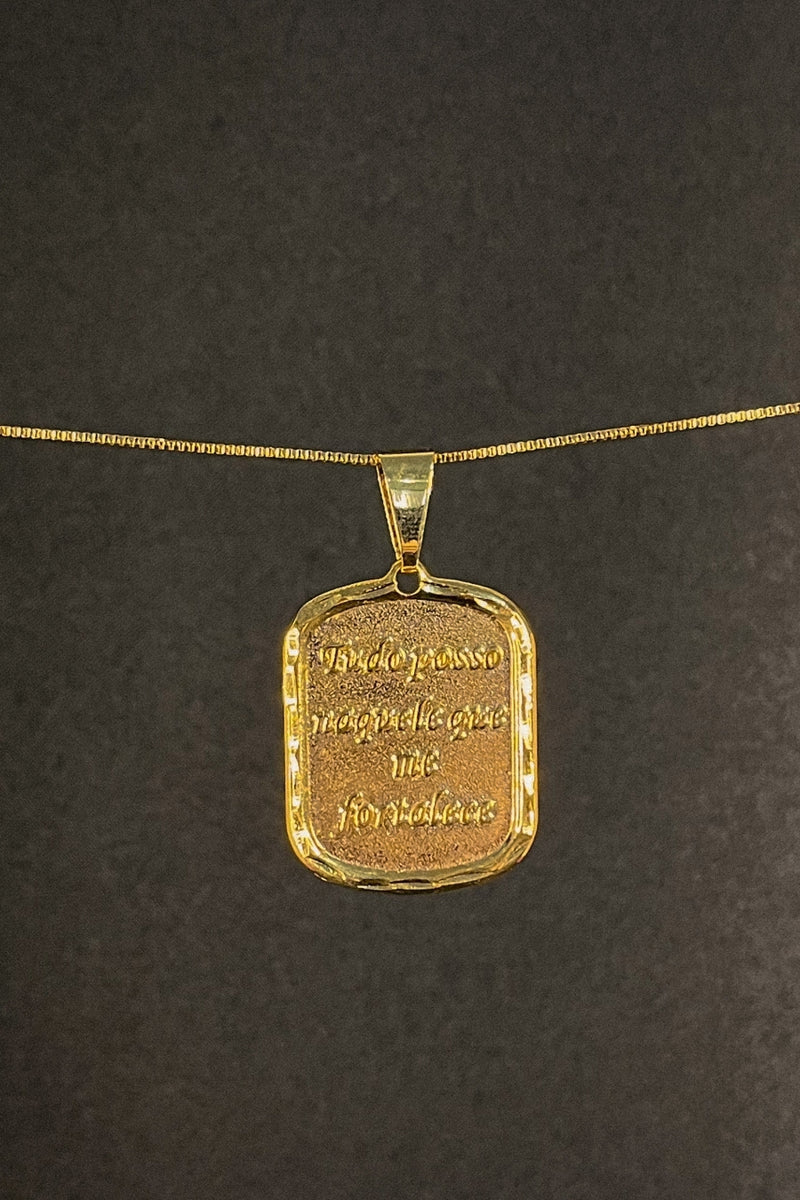 Tudo posso
naquele que
me
fortalece